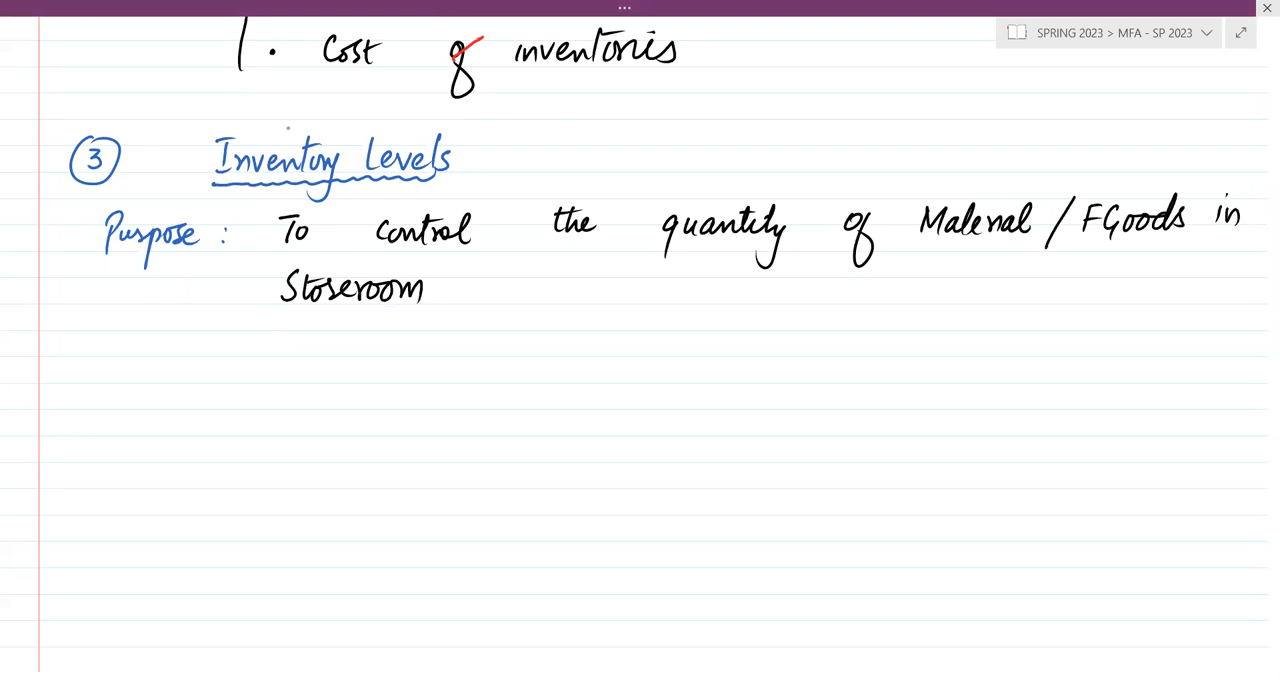 SPRING 2023 > MFA - SP 2023
1. Cost of inventories
3 Inventory Levels
Purpose : To control the quantity of Material / FGoods in
Storeroom